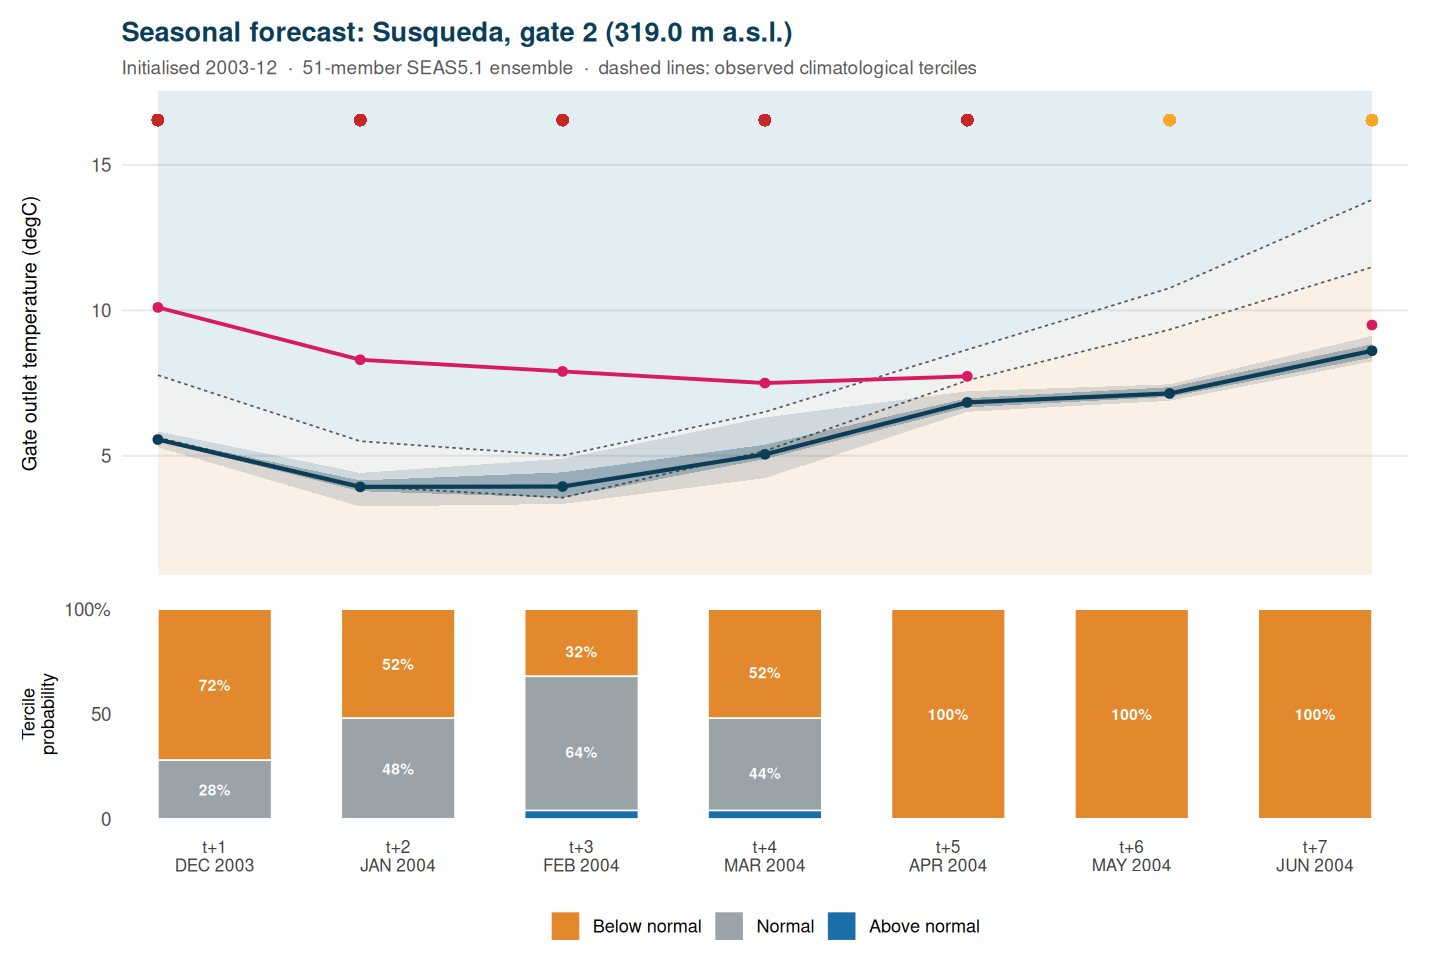 Seasonal forecast: Susqueda, gate 2 (319.0 m a.s.l.)
Initialised 2003-12 · 51-member SEAS5.1 ensemble · dashed lines: observed climatological terciles
Gate outlet temperature (degC)
15
10
5
Tercile
probability
100%
50
0
72%
28%
52%
48%
32%
64%
52%
44%
100%
100%
100%
t+1
DEC 2003
t+2
JAN 2004
t+3
FEB 2004
t+4
MAR 2004
t+5
APR 2004
t+6
MAY 2004
t+7
JUN 2004
Below normal
Normal
Above normal